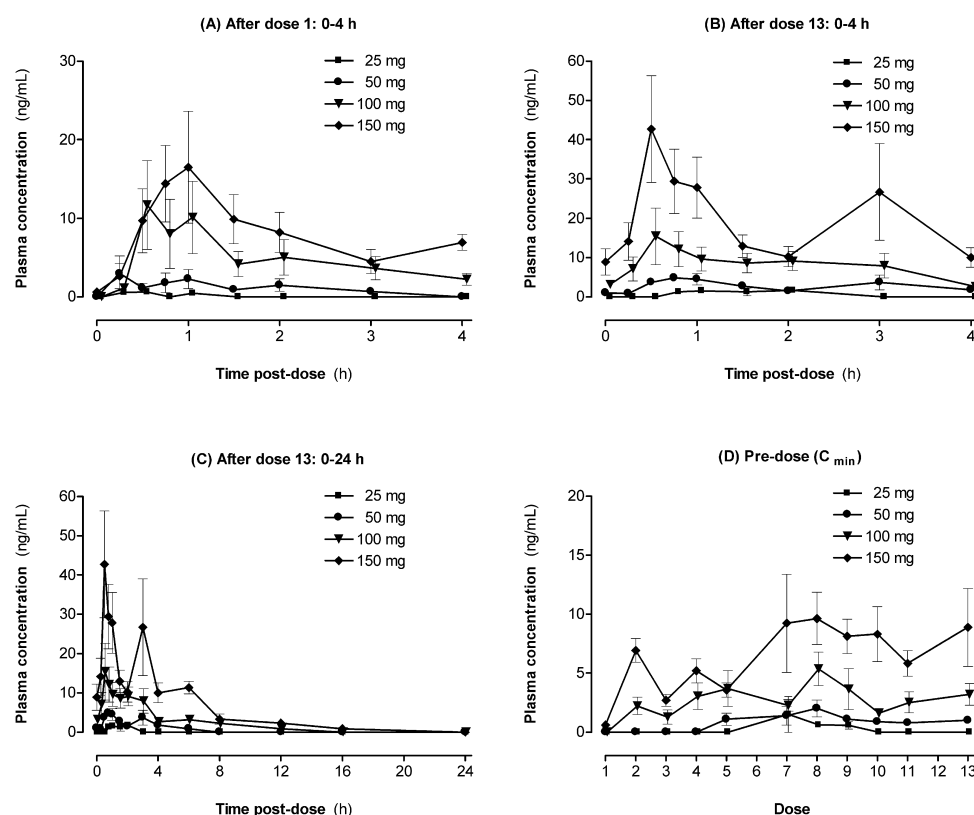 (A) After dose 1: 0-4 h
30
20
10
0
Plasma concentration (ng/mL)
25 mg
50 mg
100 mg
150 mg
0 1 2 3 4
Time post-dose (h)
(B) After dose 13: 0-4 h
60
50
40
30
20
10
0
Plasma concentration (ng/mL)
25 mg
50 mg
100 mg
150 mg
0 1 2 3 4
Time post-dose (h)
(C) After dose 13: 0-24 h
60
50
40
30
20
10
0
Plasma concentration (ng/mL)
25 mg
50 mg
100 mg
150 mg
0 4 8 12 16 20 24
Time post-dose (h)
(D) Pre-dose (C min)
20
15
10
5
0
Plasma concentration (ng/mL)
25 mg
50 mg
100 mg
150 mg
1 2 3 4 5 6 7 8 9 10 11 12 13
Dose